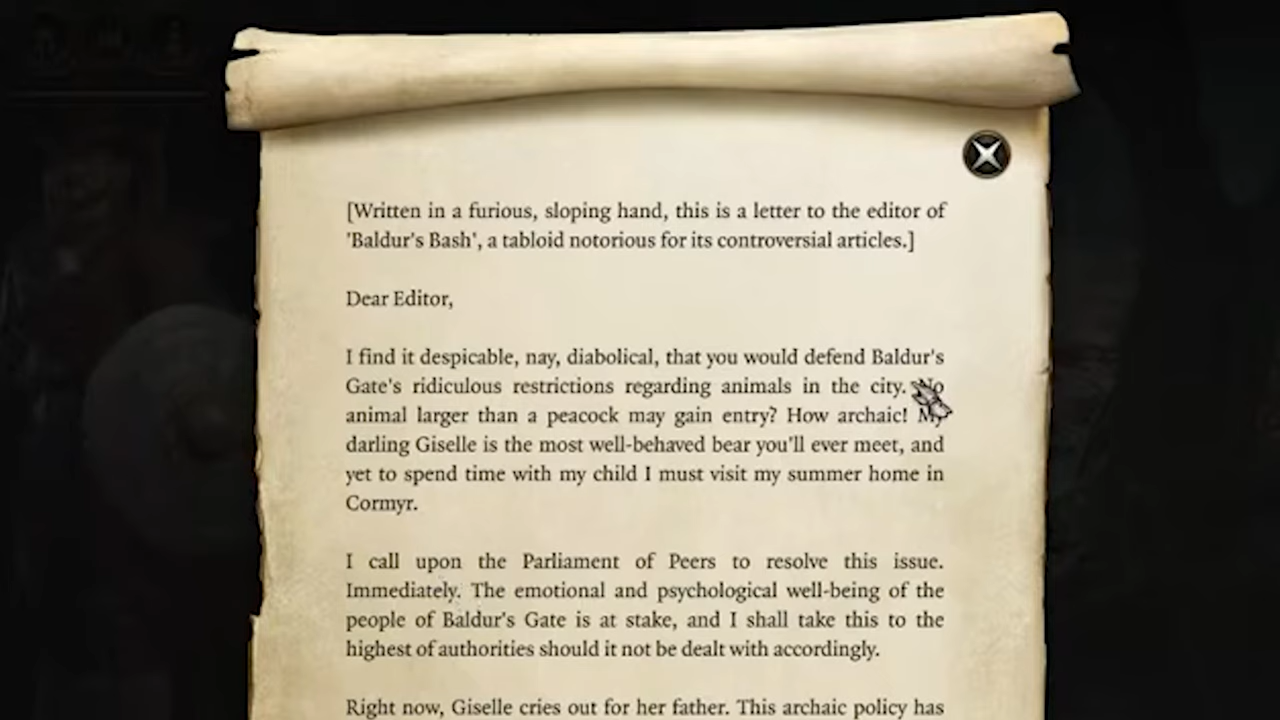 [Written in a furious, sloping hand, this is a letter to the editor of
'Baldur's Bash', a tabloid notorious for its controversial articles.]
Dear Editor,
I find it despicable, nay, diabolical, that you would defend Baldur's
Gate's ridiculous restrictions regarding animals in the city. No
animal larger than a peacock may gain entry? How archaic! My
darling Giselle is the most well-behaved bear you'll ever meet, and
yet to spend time with my child I must visit my summer home in
Cormyr.
I call upon the Parliament of Peers to resolve this issue.
Immediately. The emotional and psychological well-being of the
people of Baldur's Gate is at stake, and I shall take this to the
highest of authorities should it not be dealt with accordingly.
Right now, Giselle cries out for her father. This archaic policy has